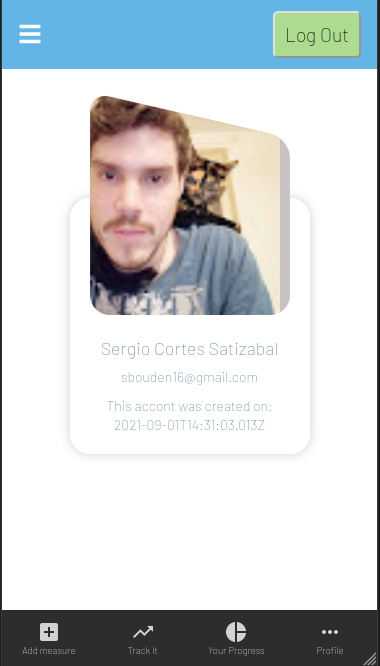 Log Out
Sergio Cortes Satizabal
sbouden16@gmail.com
This accont was created on:
2021-09-01T14:31:03.013Z
Add measure
Track It
Your Progress
Profile